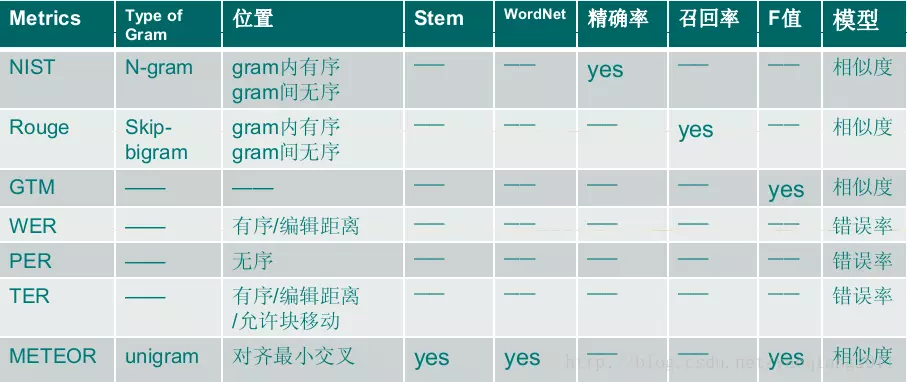 Metrics Type of Gram 位置 Stem WordNet 精确率 召回率 F值 模型
NIST N-gram gram内有序 —— —— yes —— —— 相似度
gram间无序
Rouge Skip-bigram gram内有序 —— —— —— yes —— 相似度
gram间无序
GTM —— —— —— —— —— —— yes 相似度
WER —— 有序/编辑距离 —— —— —— —— —— 错误率
PER —— 无序 —— —— —— —— —— 错误率
TER —— 有序/编辑距离 —— —— —— —— —— 错误率
/允许块移动
METEOR unigram 对齐最小交叉 yes yes —— —— yes 相似度